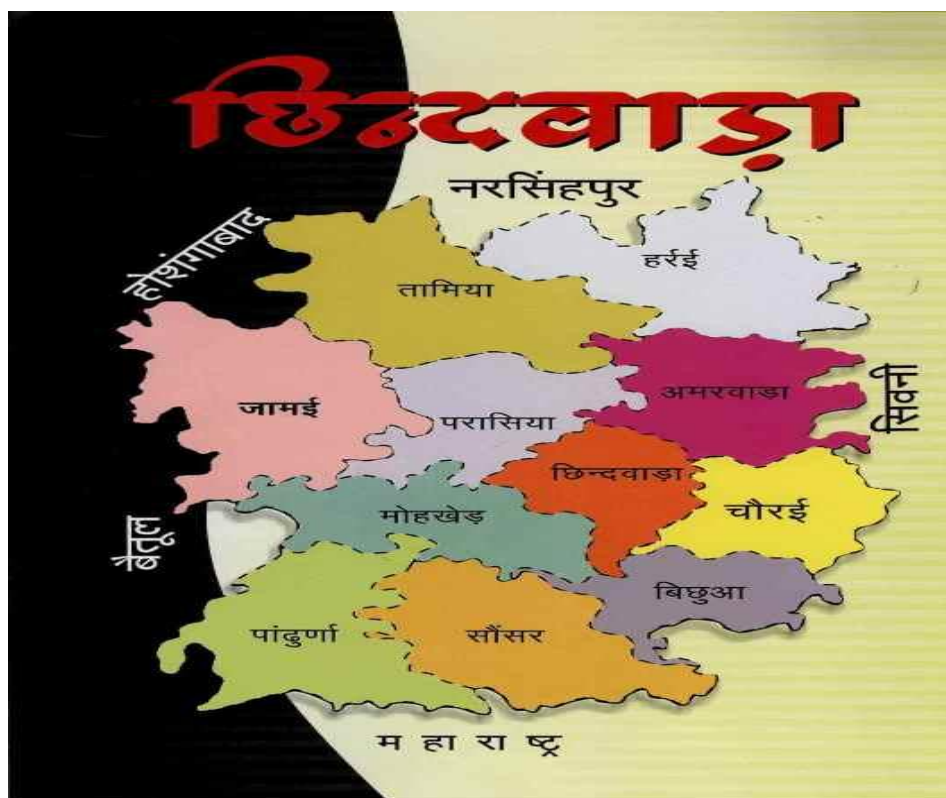 छिन्दवाड़ा
नरसिंहपुर
होशंगाबाद
हर्रई
तामिया
जामई
परासिया
अमरवाड़ा
सिवनी
छिन्दवाड़ा
मोहखेड़
चौरई
बैतूल
बिछुआ
पांढुर्णा
सौंसर
म हा रा ष्ट्र